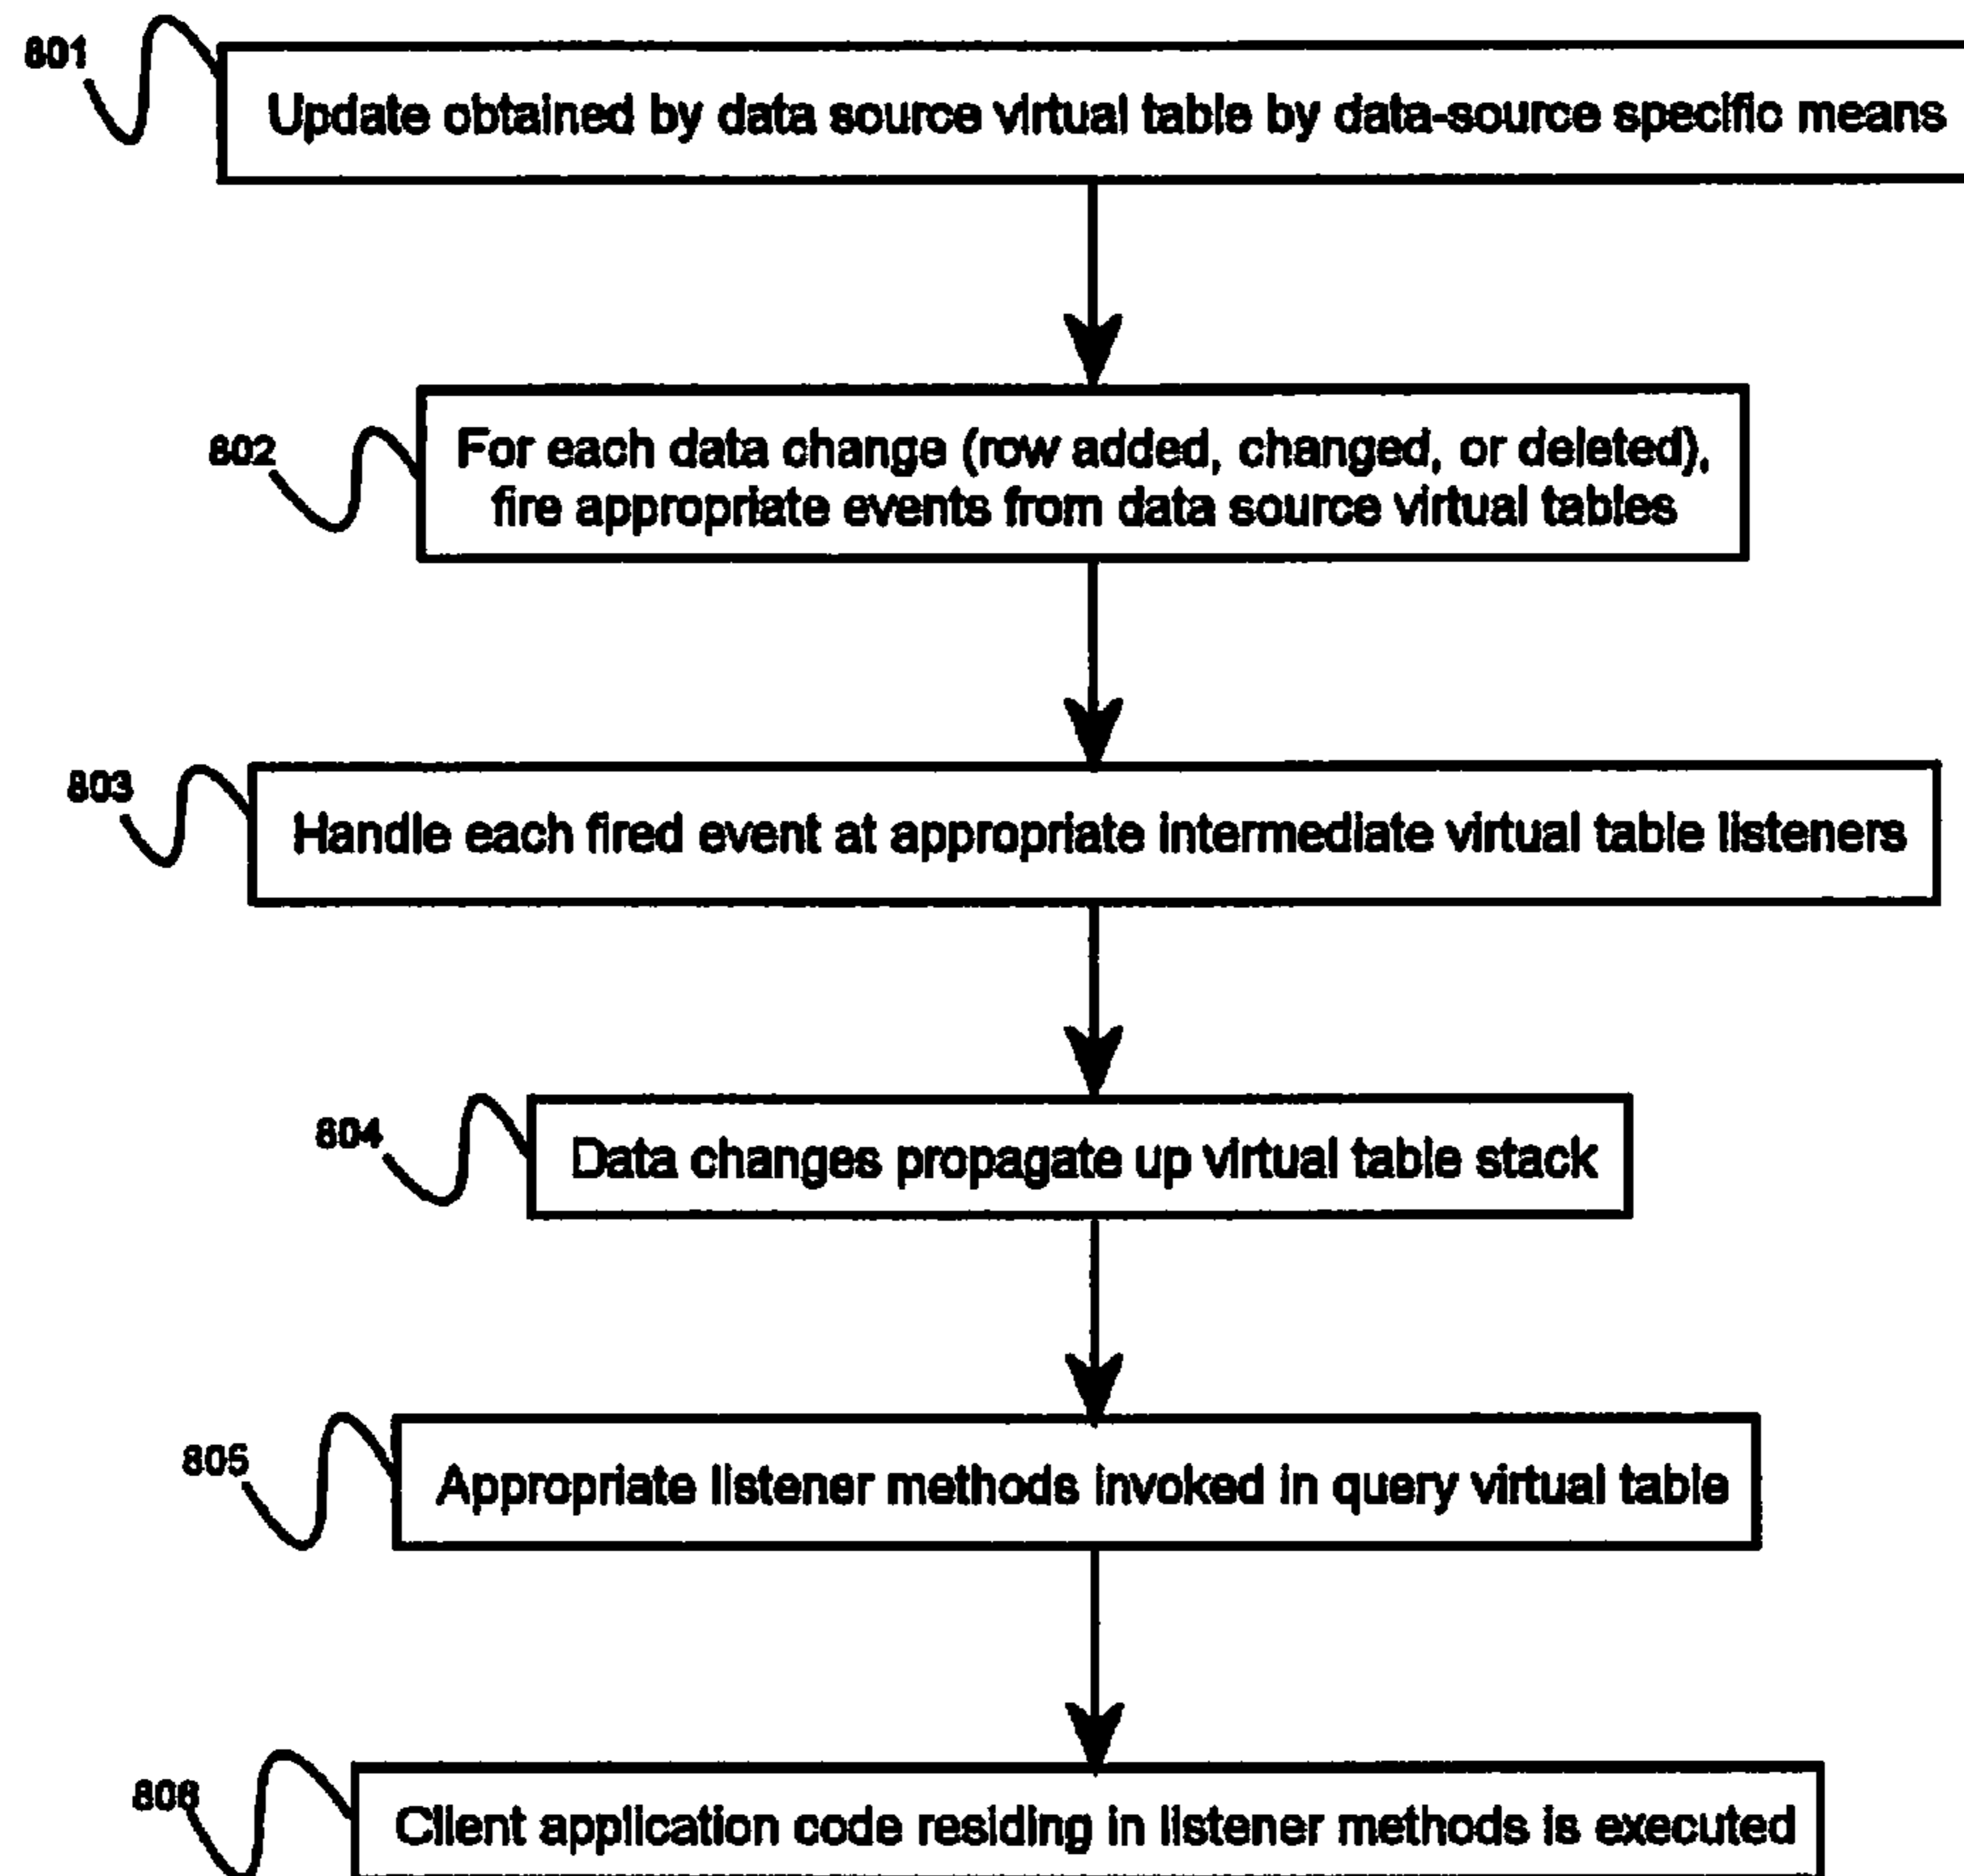 801
Update obtained by data source virtual table by data-source specific means
802
For each data change (row added, changed, or deleted),
fire appropriate events from data source virtual tables
803
Handle each fired event at appropriate intermediate virtual table listeners
804
Data changes propagate up virtual table stack
805
Appropriate listener methods invoked in query virtual table
806
Client application code residing in listener methods is executed